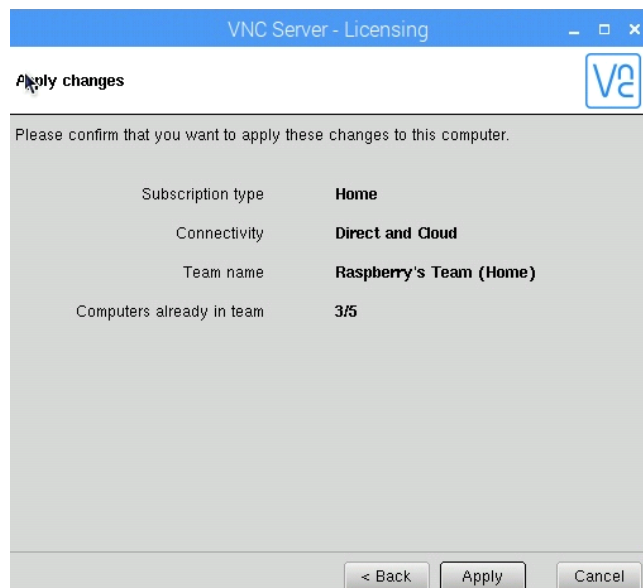 VNC Server - Licensing
Apply changes
Please confirm that you want to apply these changes to this computer.
Subscription type Home
Connectivity Direct and Cloud
Team name Raspberry's Team (Home)
Computers already in team 3/5
< Back Apply Cancel